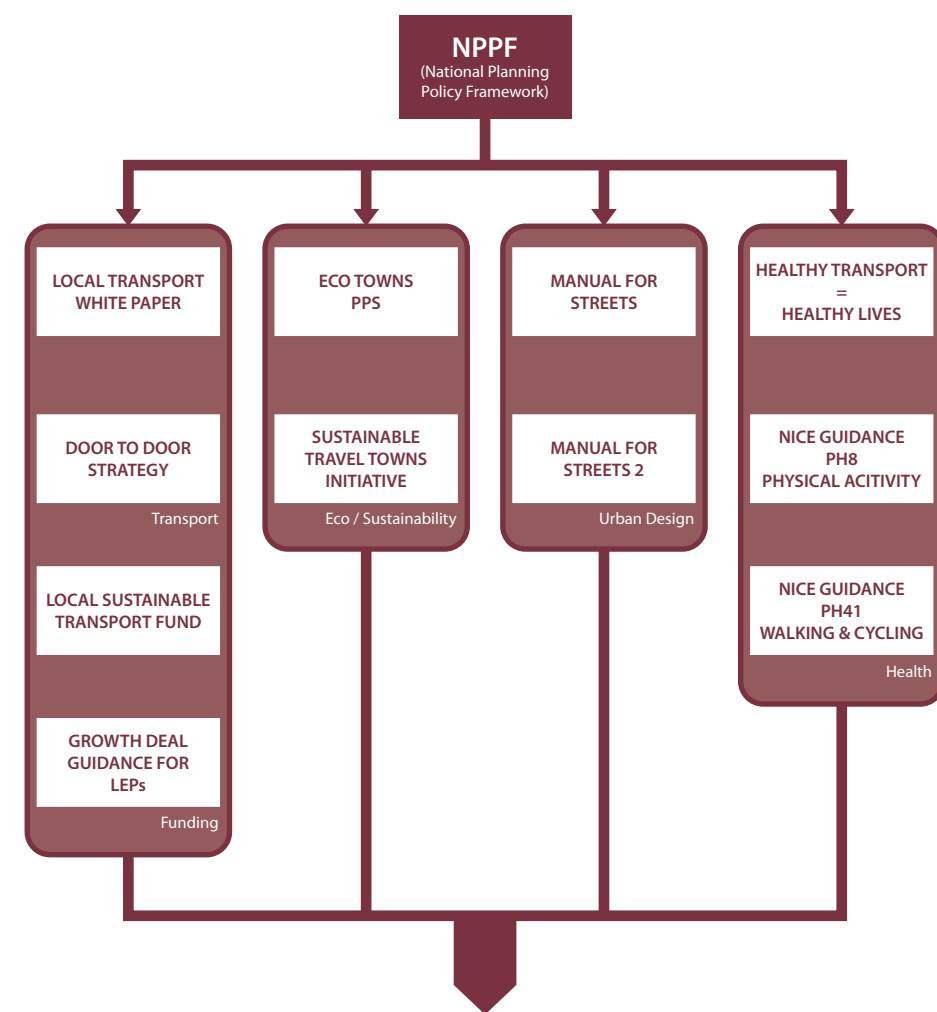 NPPF
(National Planning
Policy Framework)
LOCAL TRANSPORT
WHITE PAPER
DOOR TO DOOR
STRATEGY
Transport
LOCAL SUSTAINABLE
TRANSPORT FUND
GROWTH DEAL
GUIDANCE FOR
LEPs
Funding
ECO TOWNS
PPS
SUSTAINABLE
TRAVEL TOWNS
INITIATIVE
Eco / Sustainability
MANUAL FOR
STREETS
MANUAL FOR
STREETS 2
Urban Design
HEALTHY TRANSPORT
=
HEALTHY LIVES
NICE GUIDANCE
PH8
PHYSICAL ACITIVITY
NICE GUIDANCE
PH41
WALKING & CYCLING
Health